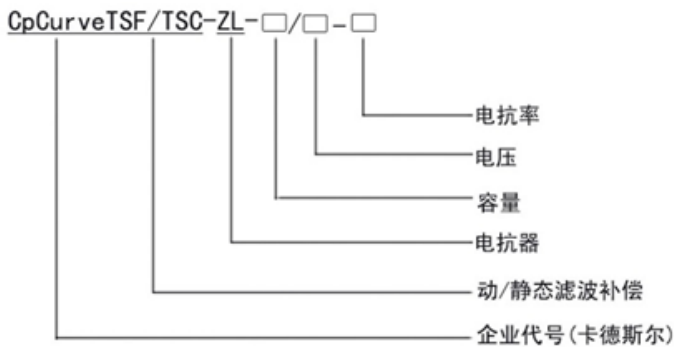 CpCurveTSF/TSC-ZL-□/□-□
电抗率
电压
容量
电抗器
动/静态滤波补偿
企业代号(卡德斯尔)